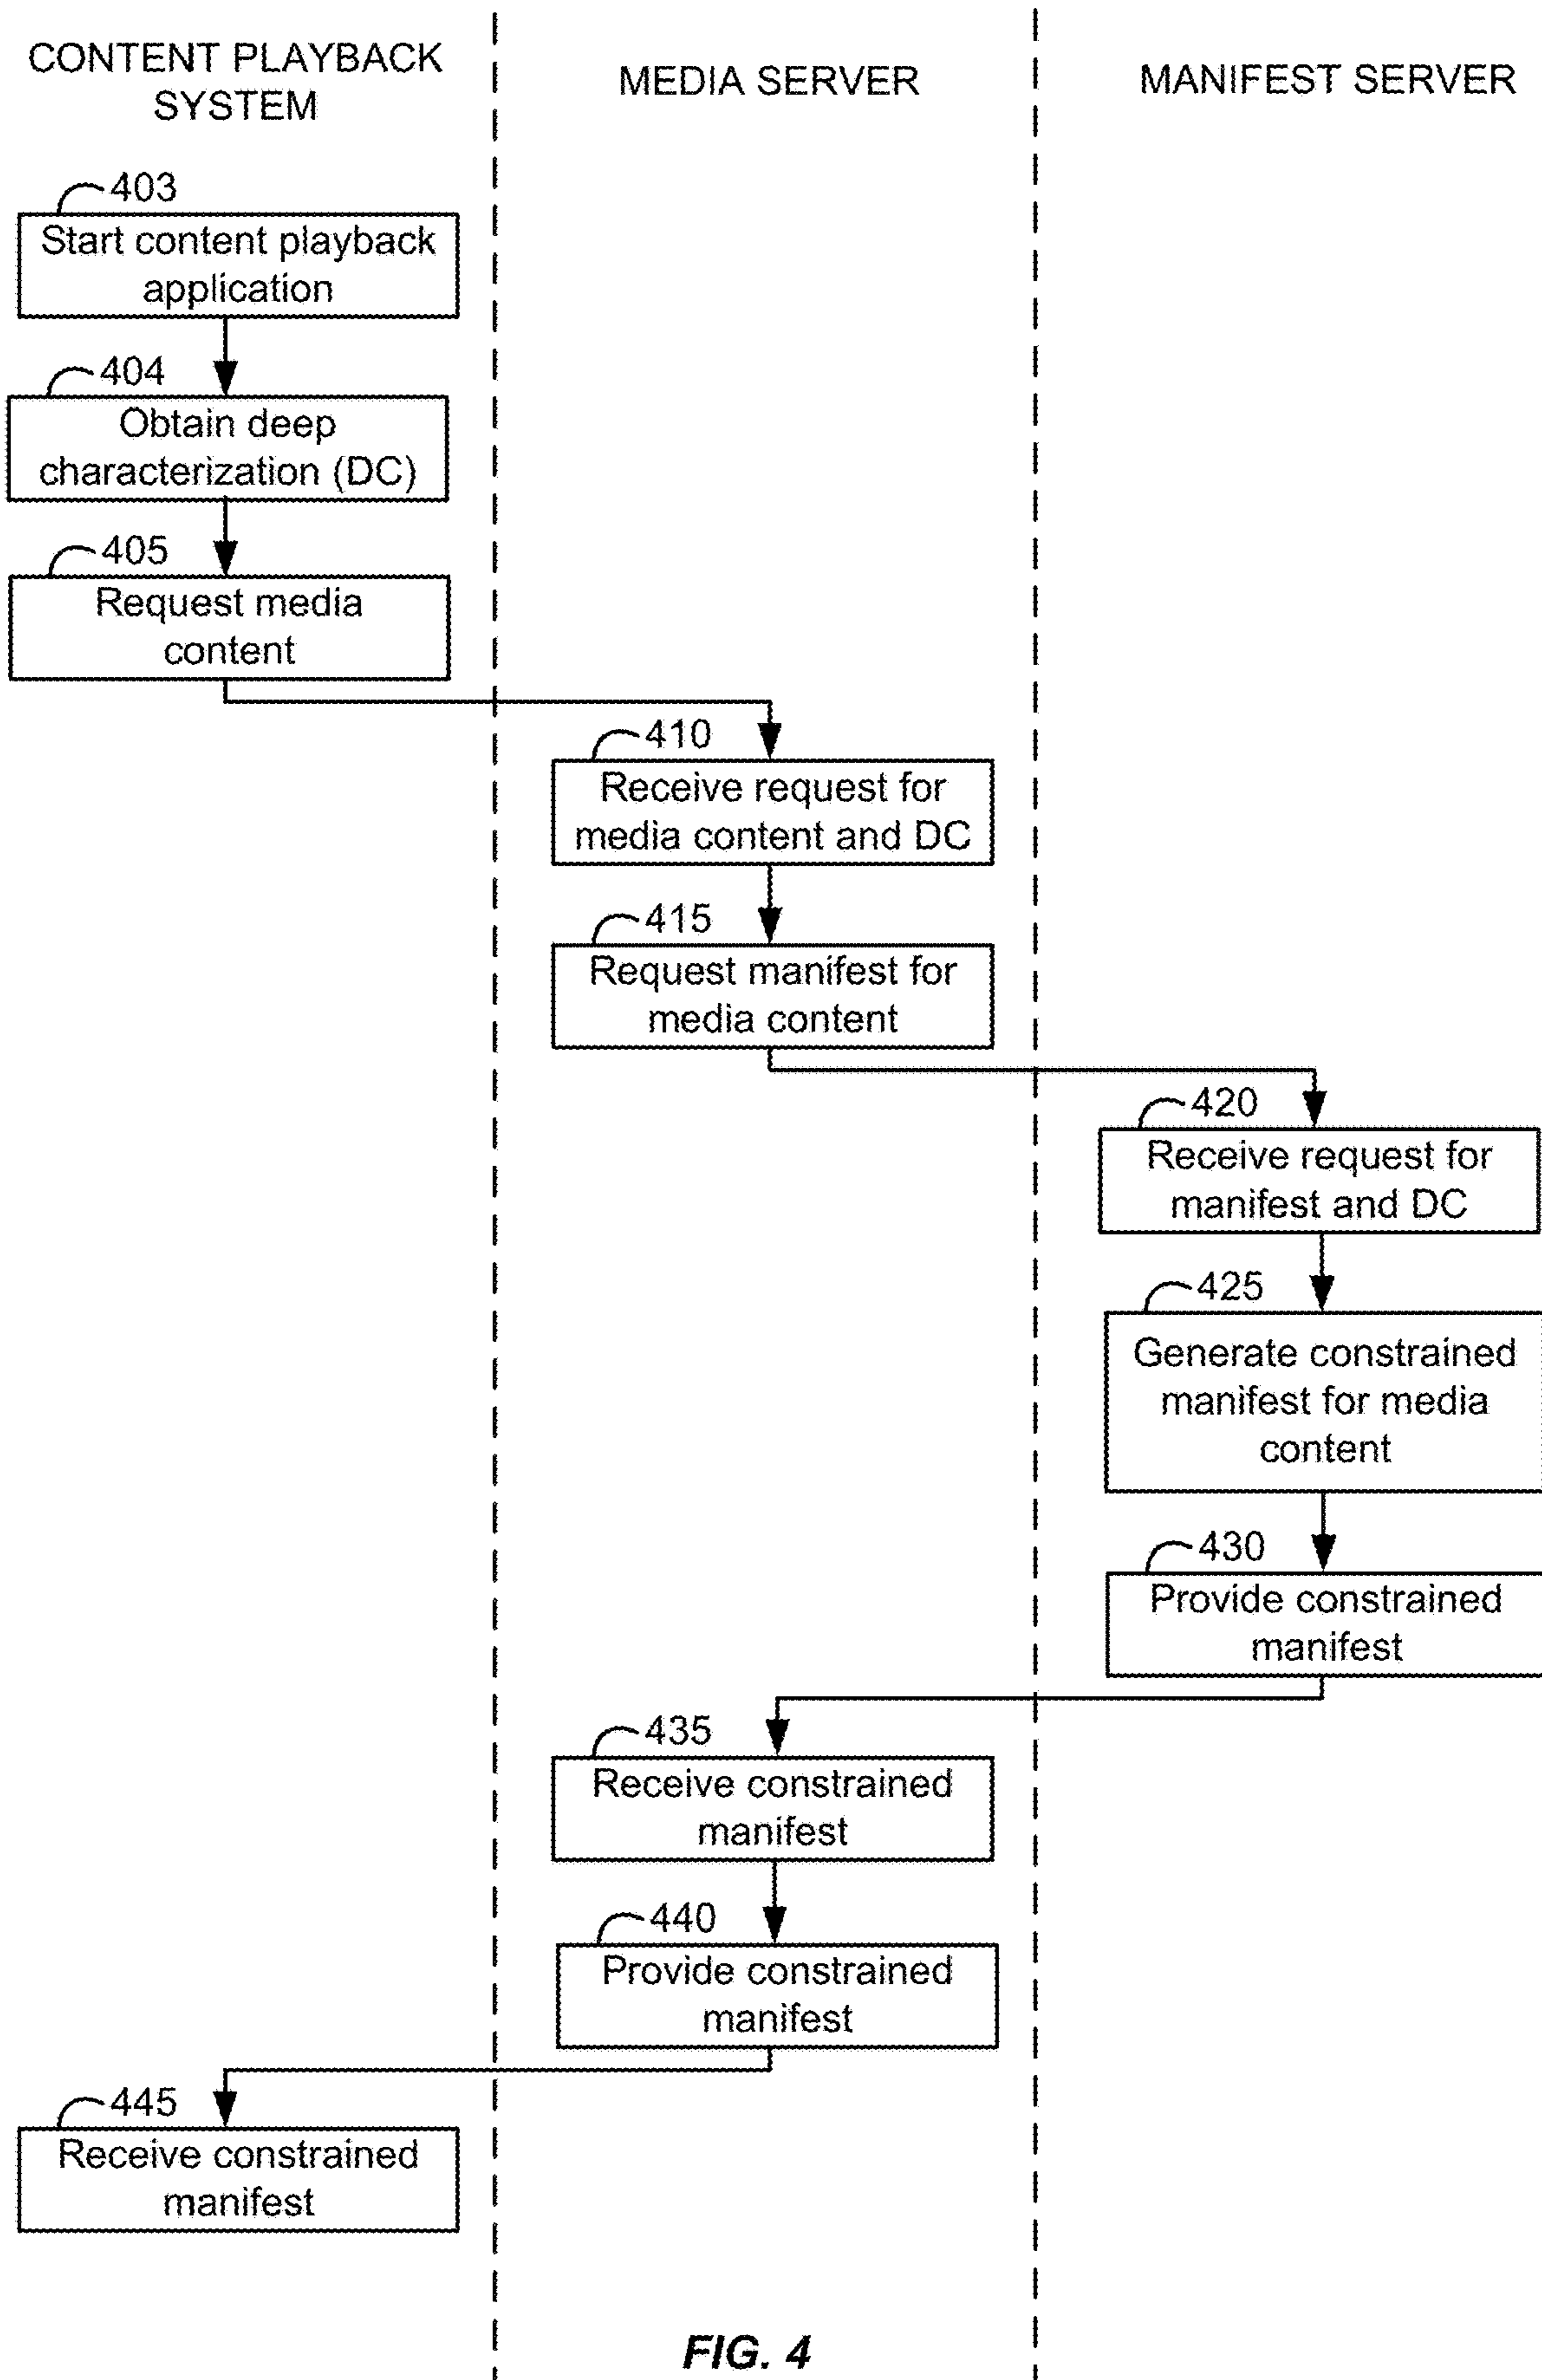 CONTENT PLAYBACK
SYSTEM
MEDIA SERVER
MANIFEST SERVER
403
Start content playback
application
404
Obtain deep
characterization (DC)
405
Request media
content
410
Receive request for
media content and DC
415
Request manifest for
media content
420
Receive request for
manifest and DC
425
Generate constrained
manifest for media
content
430
Provide constrained
manifest
435
Receive constrained
manifest
440
Provide constrained
manifest
445
Receive constrained
manifest
FIG. 4